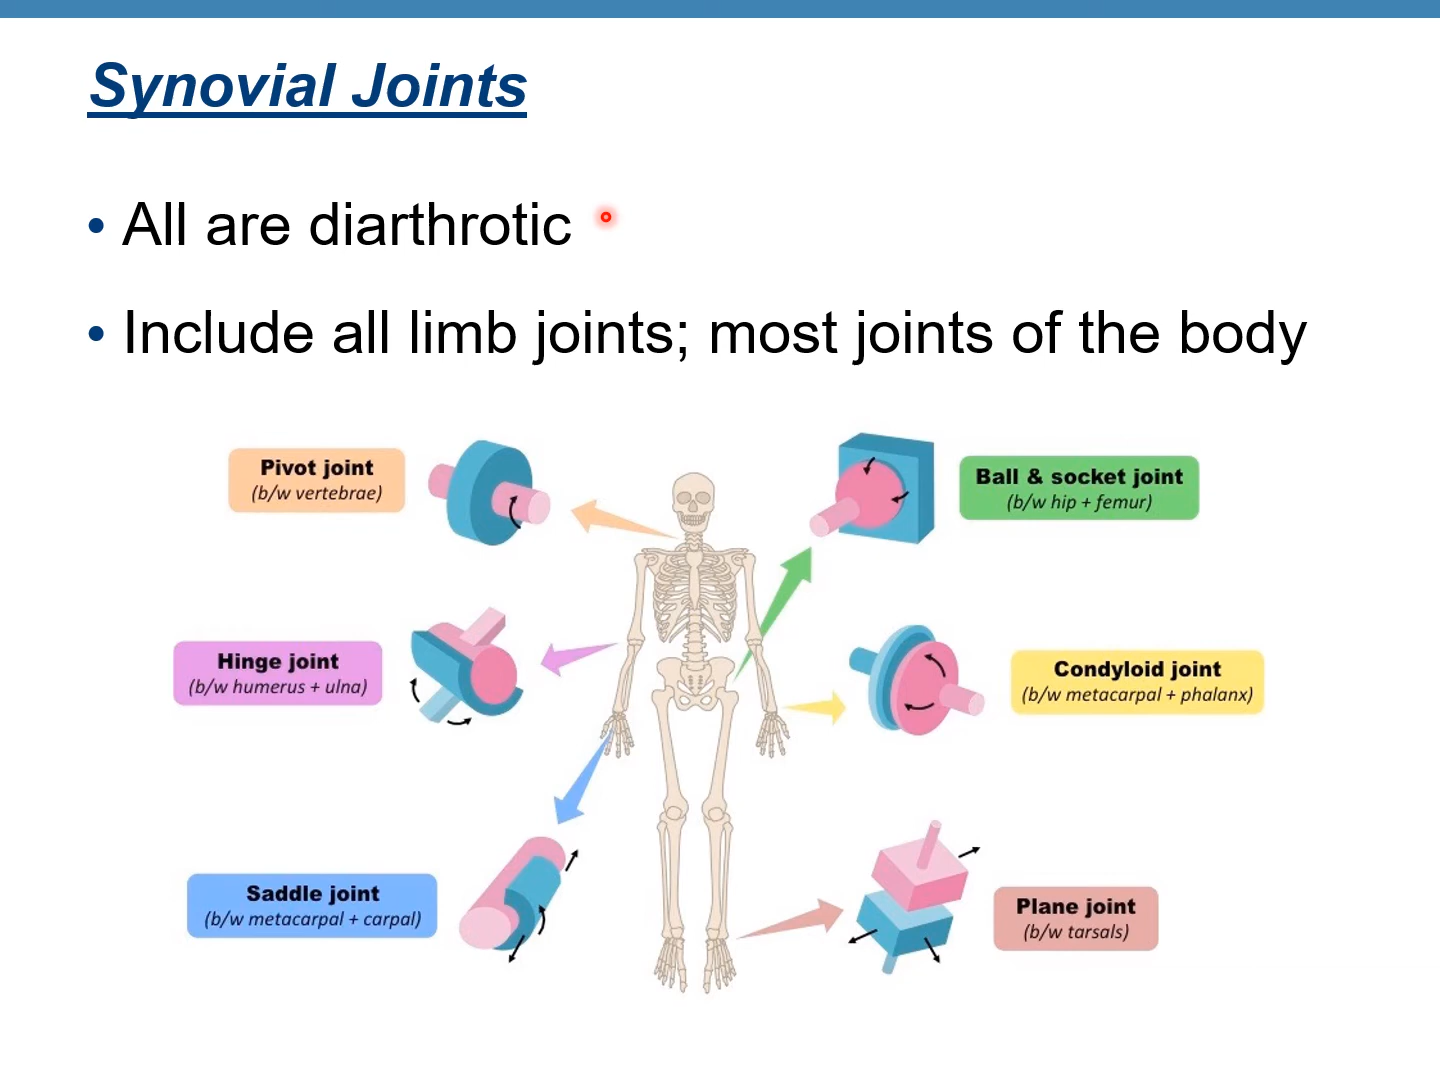 Synovial Joints
• All are diarthrotic
• Include all limb joints; most joints of the body
Pivot joint
(b/w vertebrae)
Ball & socket joint
(b/w hip + femur)
Hinge joint
(b/w humerus + ulna)
Condyloid joint
(b/w metacarpal + phalanx)
Saddle joint
(b/w metacarpal + carpal)
Plane joint
(b/w tarsals)